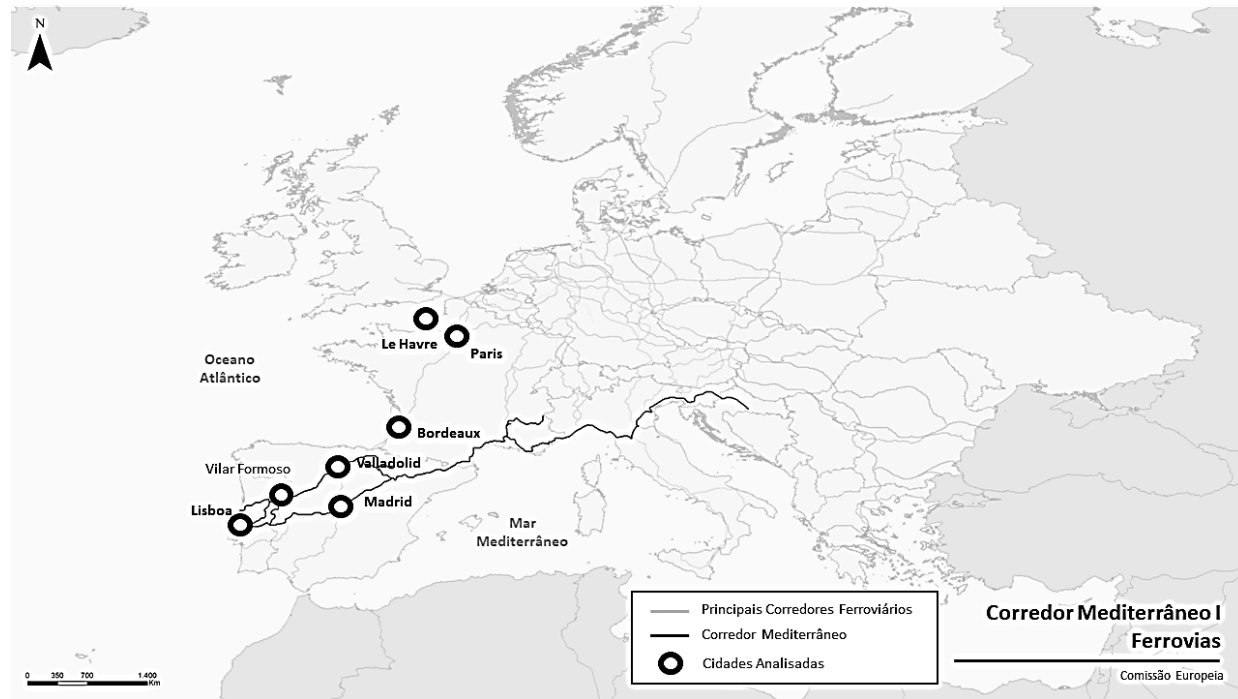 N
Le Havre
Paris
Oceano
Atlântico
Bordeaux
Vilar Formoso
Valladolid
Lisboa
Madrid
Mar
Mediterrâneo
Principais Corredores Ferroviários
Corredor Mediterrâneo
Cidades Analisadas
Corredor Mediterrâneo I
Ferrovias
Comissão Europeia
0 350 700 1.400
Km